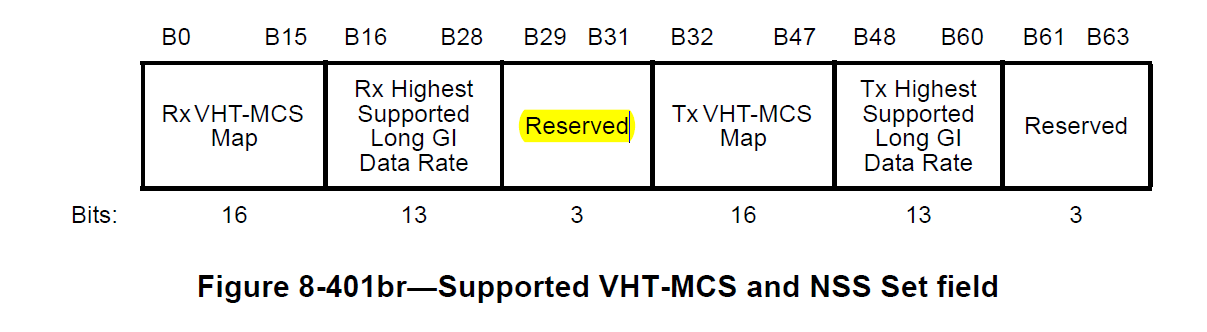 B0 B15 B16 B28 B29 B31 B32 B47 B48 B60 B61 B63
Rx VHT-MCS
Map
Rx Highest
Supported
Long GI
Data Rate
Reserved
Tx VHT-MCS
Map
Tx Highest
Supported
Long GI
Data Rate
Reserved
Bits: 16 13 3 16 13 3
Figure 8-401br—Supported VHT-MCS and NSS Set field